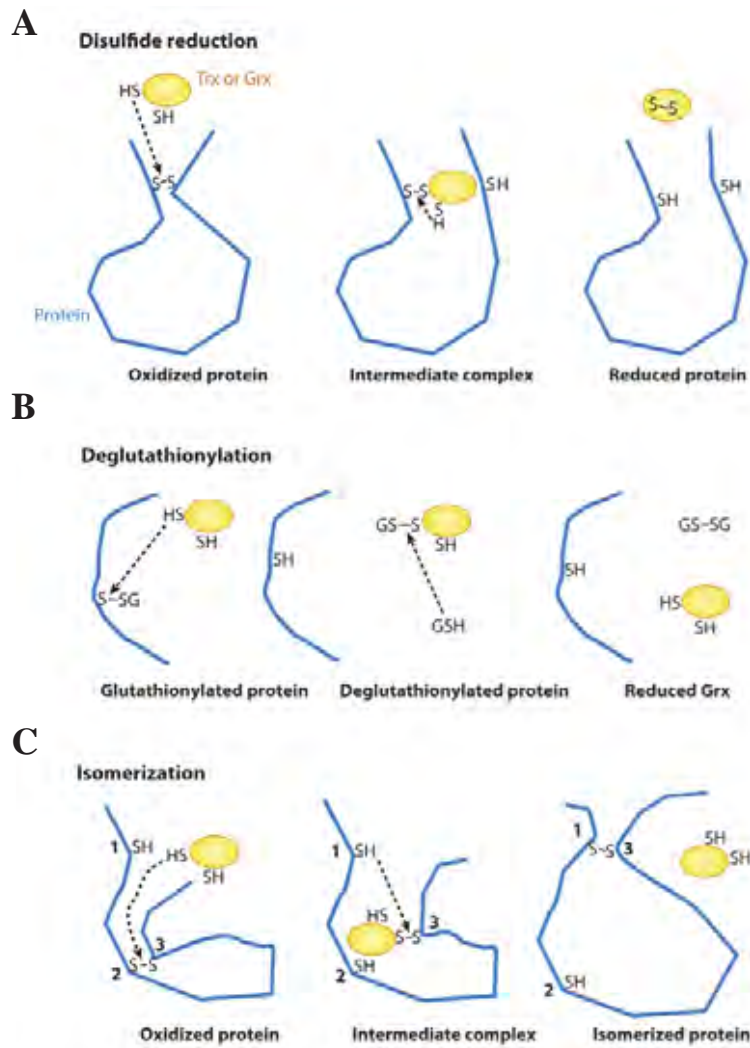 A
Disulfide reduction
HS Trx or Grx
SH
S-S
Protein
Oxidized protein
S-S SH
S
H
Intermediate complex
S-S
SH SH
Reduced protein
B
Deglutathionylation
HS
SH
S-SG
Glutathionylated protein
SH
GS-S
SH
GSH
Deglutathionylated protein
GS-SG
SH
HS
SH
Reduced Grx
C
Isomerization
1 SH HS
SH
3
2 S-S
Oxidized protein
1 SH
HS 3
S-S
2 SH
Intermediate complex
1 3
S-S
SH
SH
2 SH
Isomerized protein